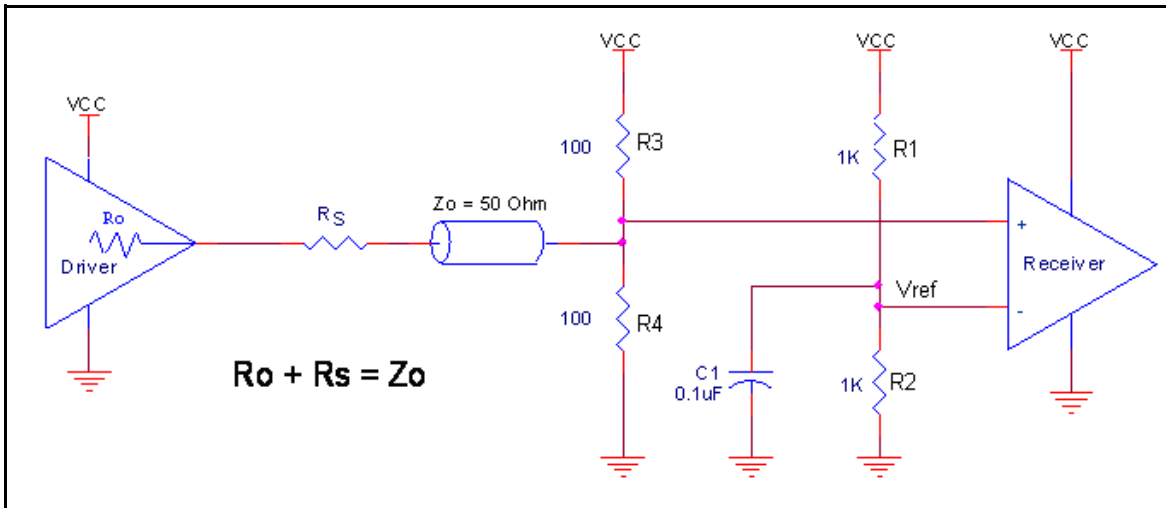 VCC
VCC
VCC
VCC
100
R3
1K
R1
Ro
Driver
RS
Zo = 50 Ohm
+
Receiver
Vref
-
100
R4
Ro + Rs = Zo
C1
0.1uF
1K
R2